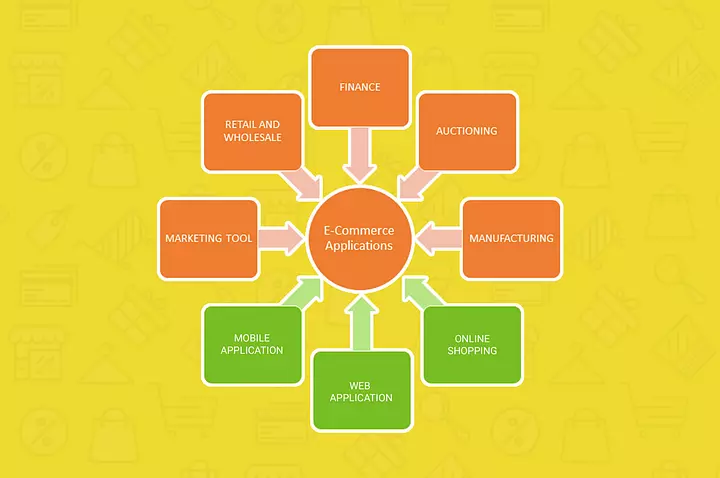 FINANCE
RETAIL AND
WHOLESALE
AUCTIONING
MARKETING TOOL
E-Commerce
Applications
MANUFACTURING
MOBILE
APPLICATION
WEB
APPLICATION
ONLINE
SHOPPING